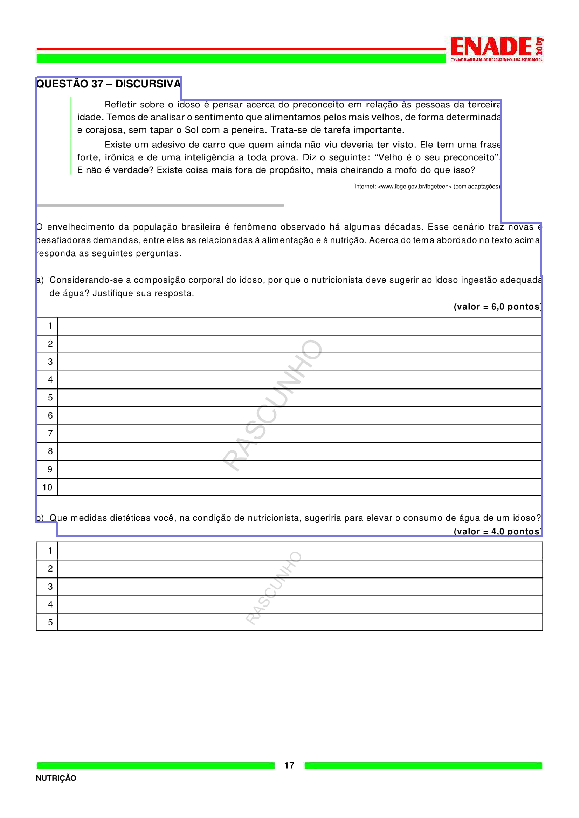 ENADE 2007
EXAME NACIONAL DE DESEMPENHO DOS ESTUDANTES
QUESTÃO 37 – DISCURSIVA
Refletir sobre o idoso é pensar acerca do preconceito em relação às pessoas da terceira
idade. Temos de analisar o sentimento que alimentamos pelos mais velhos, de forma determinada
e corajosa, sem tapar o Sol com a peneira. Trata-se de tarefa importante.
Existe um adesivo de carro que quem ainda não viu deveria ter visto. Ele tem uma frase
forte, irônica e de uma inteligência a toda prova. Diz o seguinte: “Velho é o seu preconceito”.
E não é verdade? Existe coisa mais fora de propósito, mais cheirando a mofo do que isso?
(com adaptações)
O envelhecimento da população brasileira é fenômeno observado há algumas décadas. Esse cenário traz novas e
desafiadoras demandas, entre elas as relacionadas à alimentação e à nutrição. Acerca do tema abordado no texto acima,
responda as seguintes perguntas.
a) Considerando-se a composição corporal do idoso, por que o nutricionista deve sugerir ao idoso ingestão adequada
de água? Justifique sua resposta.
(valor = 6,0 pontos)
1
2
3
4
5
6
7
8
9
10
RASCUNHO
b) Que medidas dietéticas você, na condição de nutricionista, sugeriria para elevar o consumo de água de um idoso?
(valor = 4,0 pontos)
1
2
3
4
5
RASCUNHO
17
NUTRIÇÃO